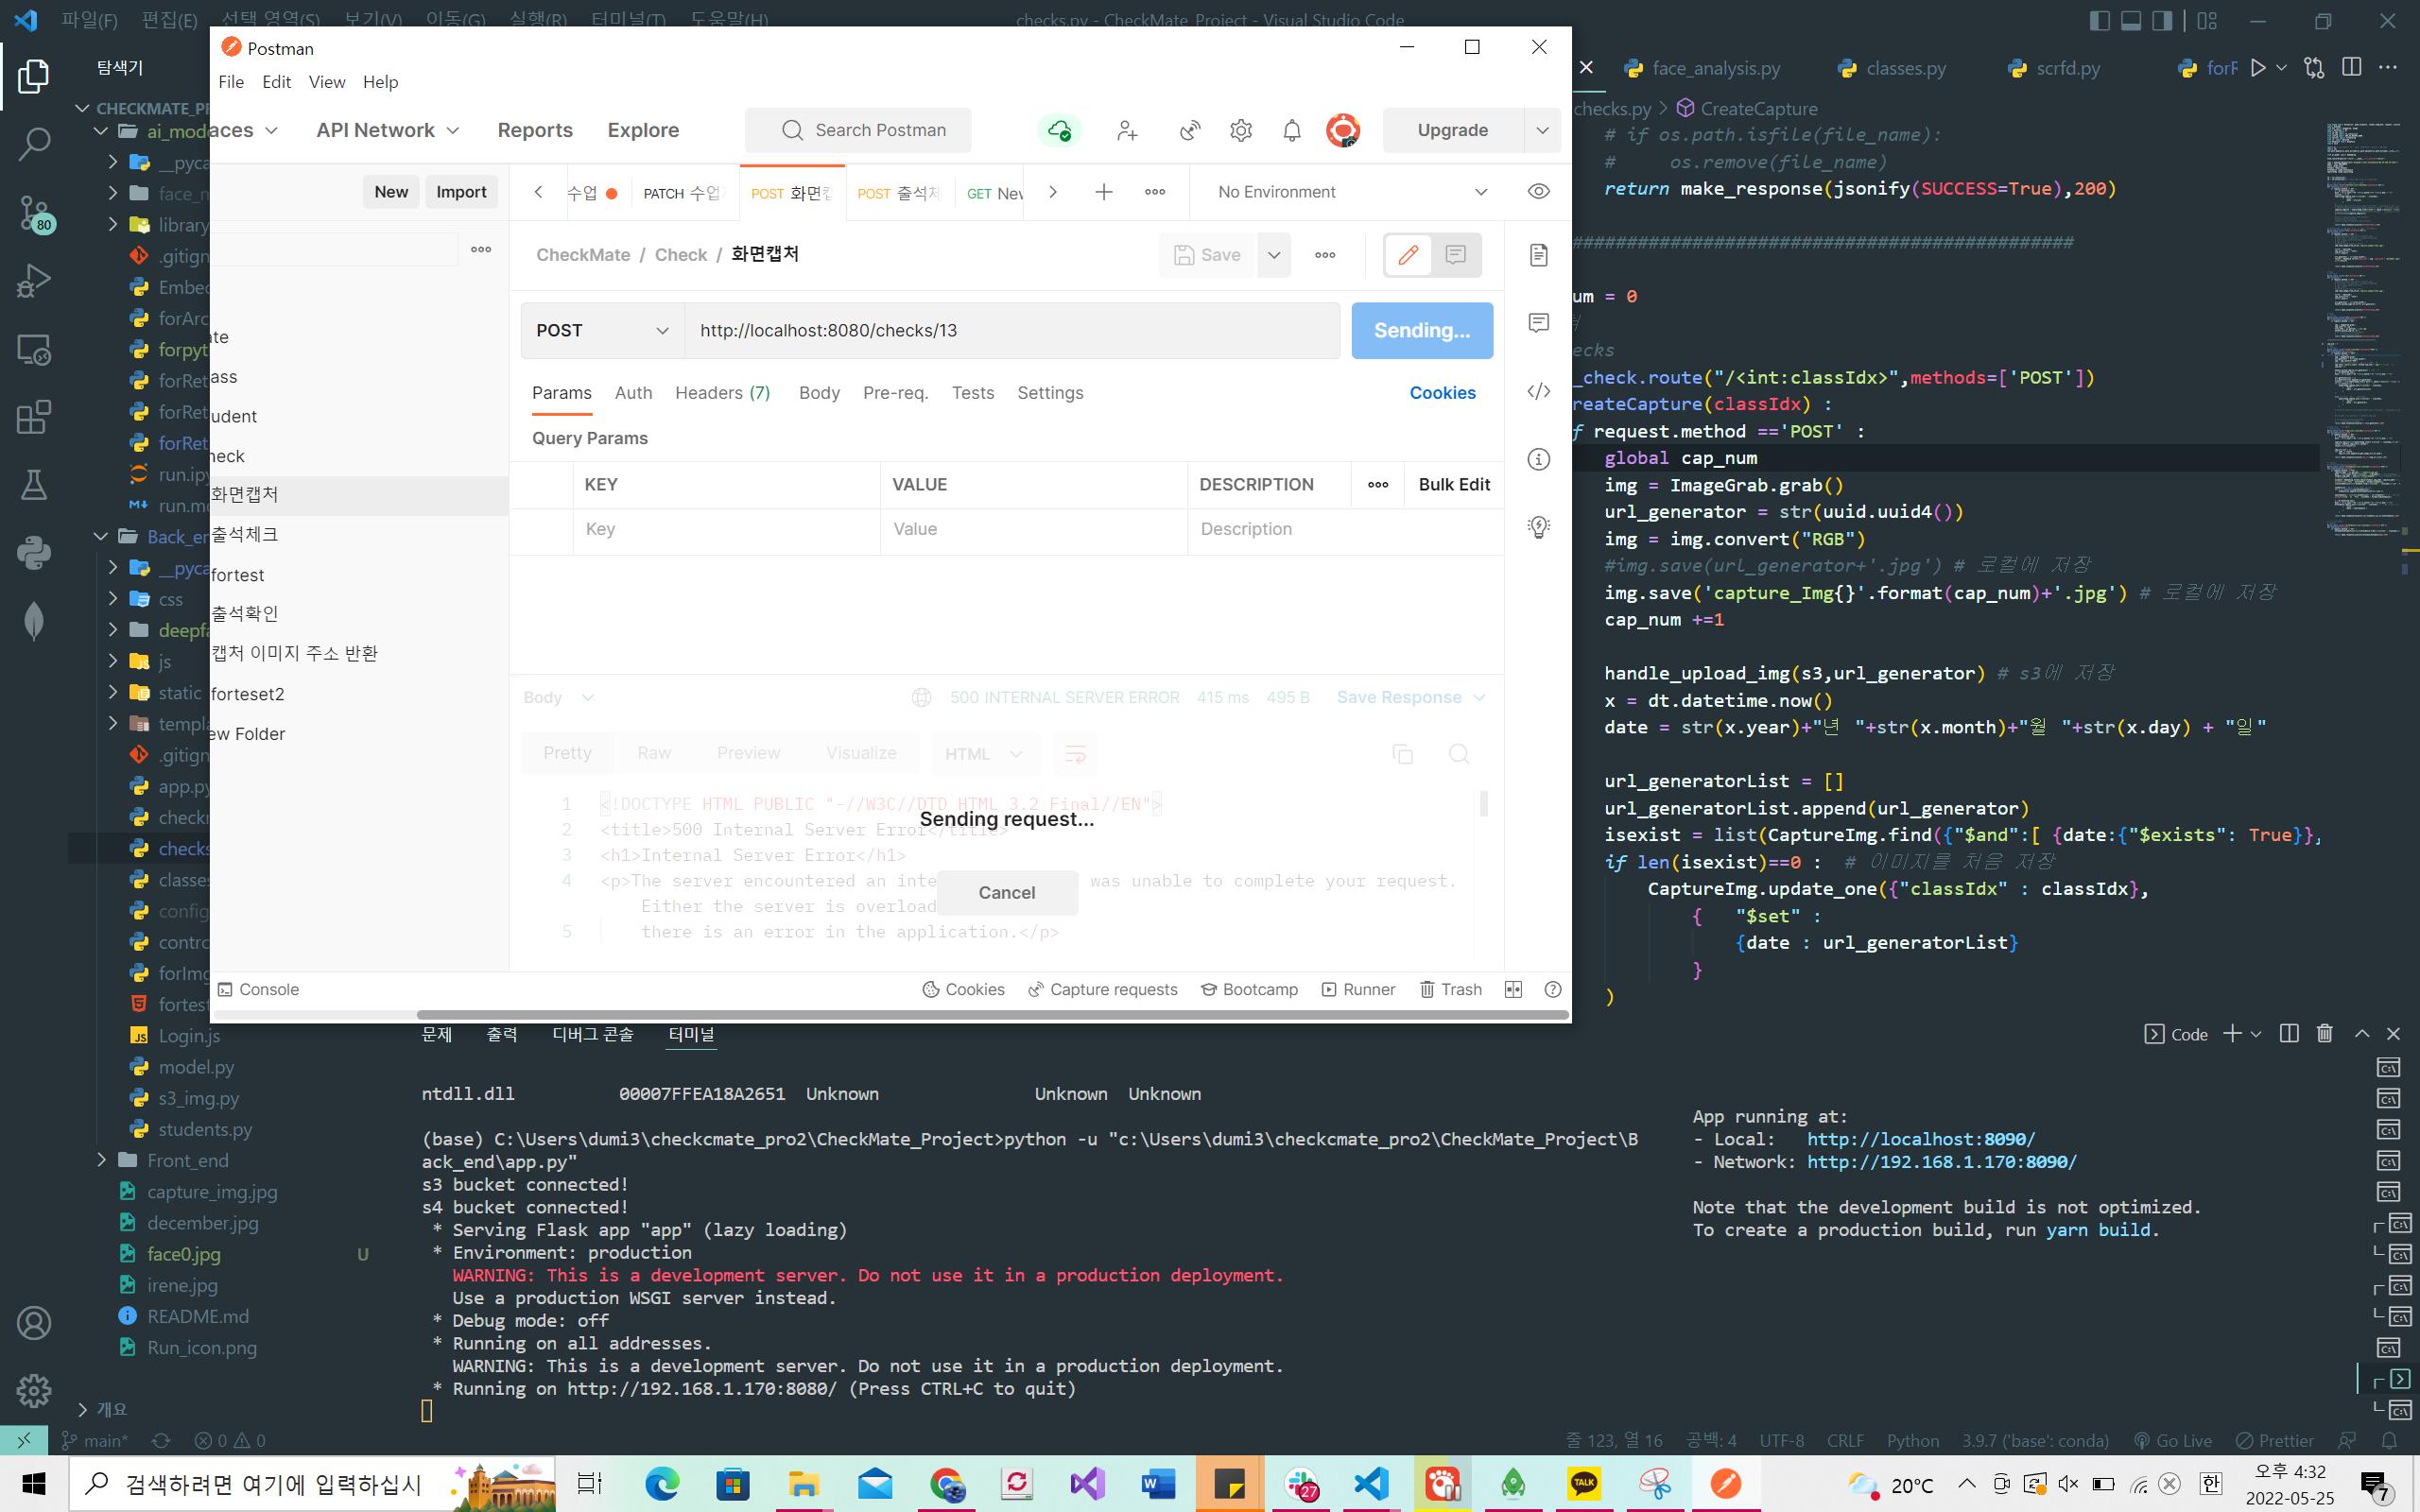 파일(F) 편집(E) 선택 영역(S) 보기(V) 이동(G) 실행(R) 터미널(T) 도움말(H)
checks.py - CheckMate_Project - Visual Studio Code
탐색기
CHECKMATE_PR
ai_mode
__pyca
face_m
library
.gitign
Embed
forArc
forpyt
forRet
forRet
forRet
run.ipy
run.mo
Back_en
__pyca
css
deepfa
js
static
templa
.gitign
app.py
checkm
checks
classes
config
contro
forImg
fortest
Login.js
model.py
s3_img.py
students.py
Front_end
capture_img.jpg
december.jpg
face0.jpg U
irene.jpg
README.md
Run_icon.png
개요
80
Postman
File Edit View Help
aces API Network Reports Explore
Search Postman
Upgrade
New Import
수업
PATCH 수업
POST 화면캡
POST 출석체
GET Nev
No Environment
ate
ass
udent
heck
화면캡처
출석체크
fortest
출석확인
캡처 이미지 주소 반환
forteset2
ew Folder
CheckMate / Check / 화면캡처
Save
POST http://localhost:8080/checks/13 Sending...
Params Auth Headers (7) Body Pre-req. Tests Settings Cookies
Query Params
KEY VALUE DESCRIPTION Bulk Edit
Key Value Description
Body 500 INTERNAL SERVER ERROR 415 ms 495 B Save Response
Pretty Raw Preview Visualize HTML
1 <!DOCTYPE HTML PUBLIC "-//W3C//DTD HTML 3.2 Final//EN">
Sending request...
2 <title>500 Internal Server Error</title>
3 <h1>Internal Server Error</h1>
4 <p>The server encountered an inte was unable to complete your request.
Either the server is overload
Cancel
5 there is an error in the application.</p>
Console Cookies Capture requests Bootcamp Runner Trash
face_analysis.py classes.py scrfd.py forR
checks.py > CreateCapture
# if os.path.isfile(file_name):
# os.remove(file_name)
return make_response(jsonify(SUCCESS=True),200)
##############################################
um = 0
ecks
_check.route("/<int:classIdx>",methods=['POST'])
reateCapture(classIdx) :
f request.method =='POST' :
global cap_num
img = ImageGrab.grab()
url_generator = str(uuid.uuid4())
img = img.convert("RGB")
#img.save(url_generator+'.jpg') # 로컬에 저장
img.save('capture_Img{}'.format(cap_num)+'.jpg') # 로컬에 저장
cap_num +=1
handle_upload_img(s3,url_generator) # s3에 저장
x = dt.datetime.now()
date = str(x.year)+"년 "+str(x.month)+"월 "+str(x.day) + "일"
url_generatorList = []
url_generatorList.append(url_generator)
isexist = list(CaptureImg.find({"$and":[ {date:{"$exists": True}},
if len(isexist)==0 : # 이미지를 처음 저장
CaptureImg.update_one({"classIdx" : classIdx},
{ "$set" :
{date : url_generatorList}
}
)
문제 출력 디버그 콘솔 터미널
Code
ntdll.dll 00007FFEA18A2651 Unknown Unknown Unknown
(base) C:\Users\dumi3\checkcmate_pro2\CheckMate_Project>python -u "c:\Users\dumi3\checkcmate_pro2\CheckMate_Project\B
ack_end\app.py"
s3 bucket connected!
s4 bucket connected!
* Serving Flask app "app" (lazy loading)
* Environment: production
WARNING: This is a development server. Do not use it in a production deployment.
Use a production WSGI server instead.
* Debug mode: off
* Running on all addresses.
WARNING: This is a development server. Do not use it in a production deployment.
* Running on http://192.168.1.170:8080/ (Press CTRL+C to quit)
App running at:
- Local: http://localhost:8090/
- Network: http://192.168.1.170:8090/
Note that the development build is not optimized.
To create a production build, run yarn build.
main* 0 0
줄 123, 열 16 공백: 4 UTF-8 CRLF Python 3.9.7 ('base': conda) Go Live Prettier
검색하려면 여기에 입력하십시
27
TALK
20°C
한
오후 4:32
2022-05-25
7